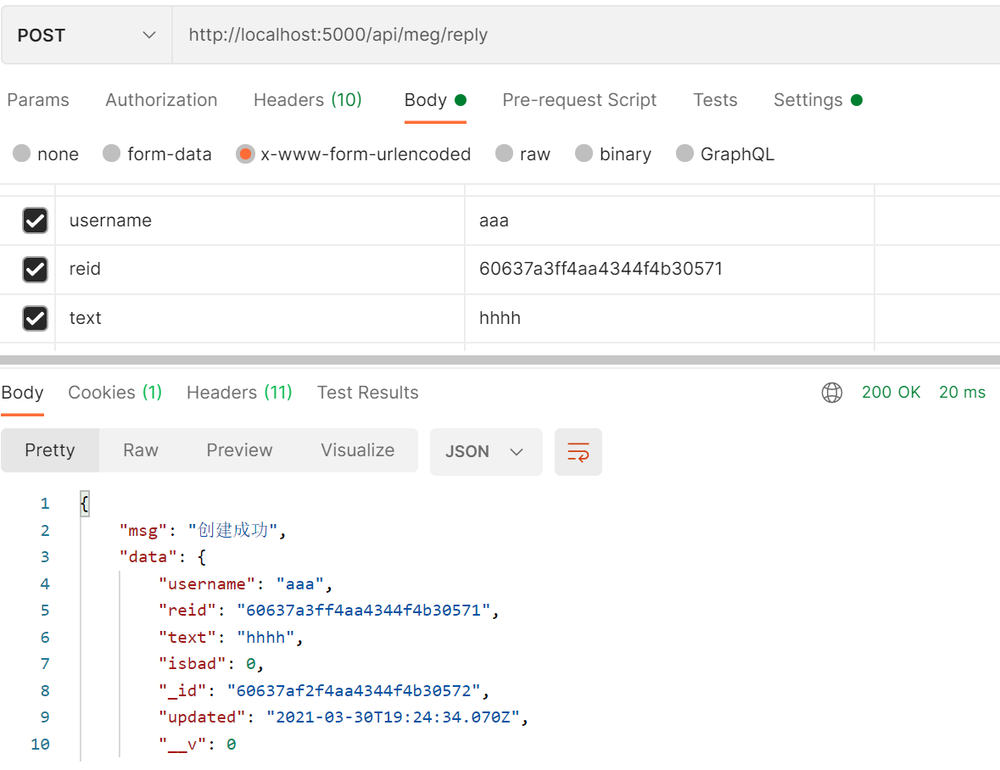 POST http://localhost:5000/api/meg/reply
Params Authorization Headers (10) Body Pre-request Script Tests Settings
none form-data x-www-form-urlencoded raw binary GraphQL
username aaa
reid 60637a3ff4aa4344f4b30571
text hhhh
Body Cookies (1) Headers (11) Test Results 200 OK 20 ms
Pretty Raw Preview Visualize JSON
1 {
2 "msg": "创建成功",
3 "data": {
4 "username": "aaa",
5 "reid": "60637a3ff4aa4344f4b30571",
6 "text": "hhhh",
7 "isbad": 0,
8 "_id": "60637af2f4aa4344f4b30572",
9 "updated": "2021-03-30T19:24:34.070Z",
10 "__v": 0